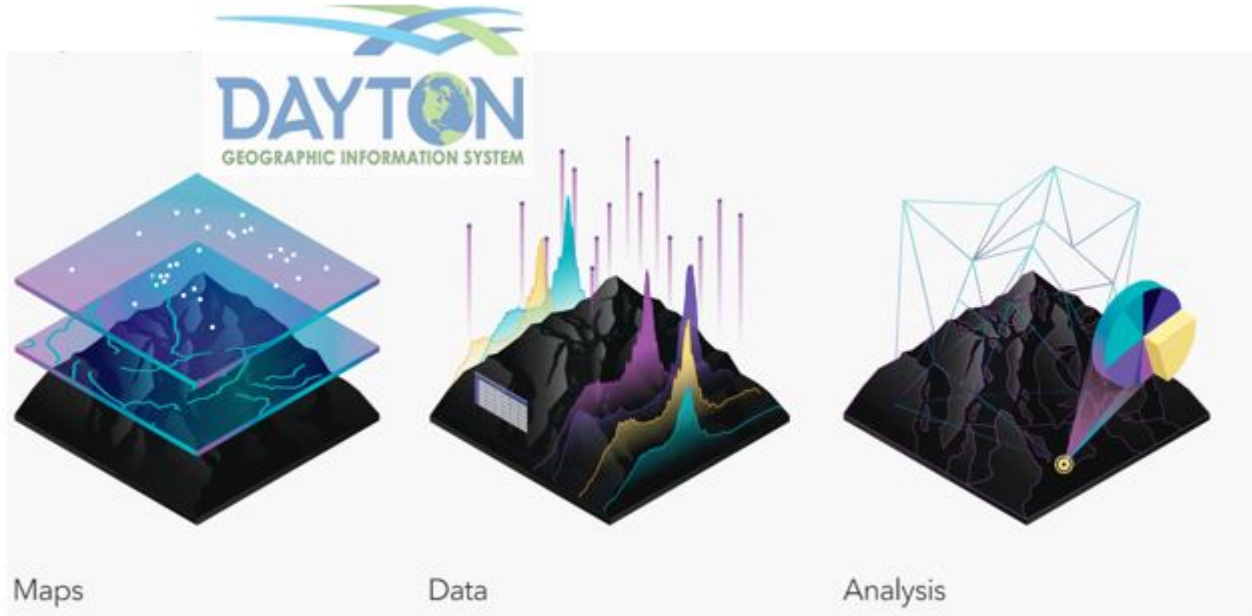 DAYTON
GEOGRAPHIC INFORMATION SYSTEM
Maps
Data
Analysis